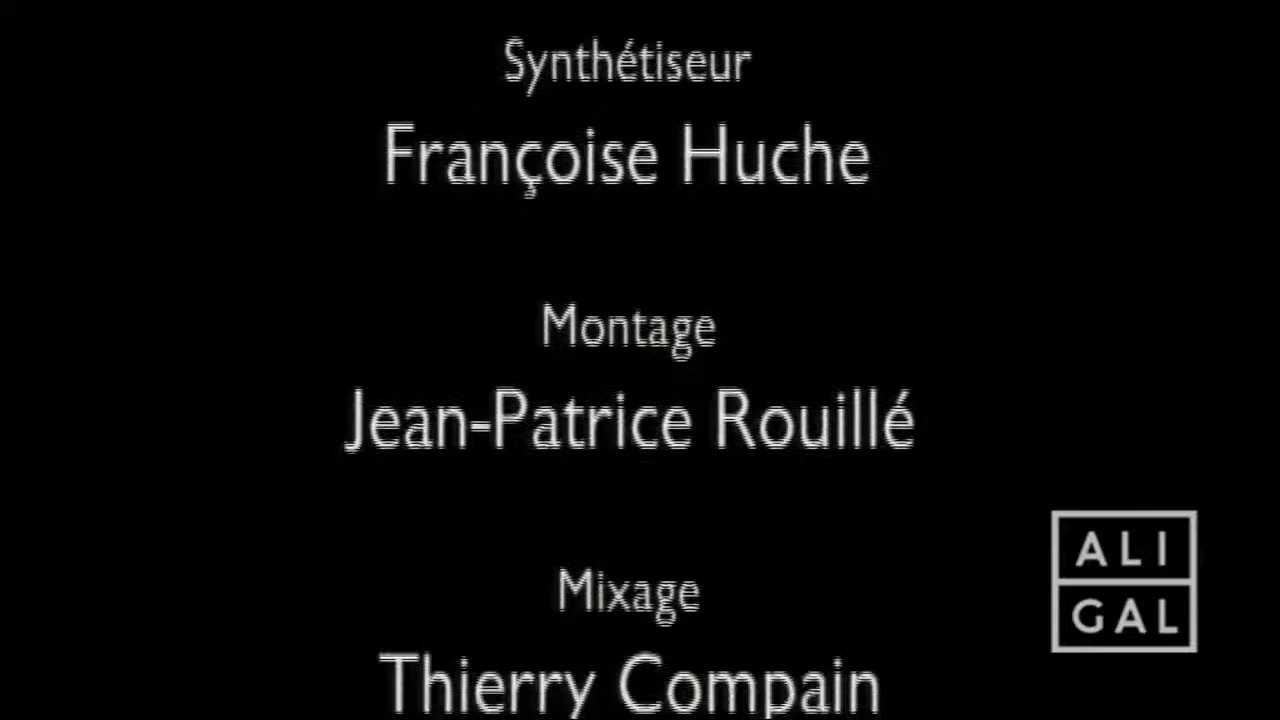 Synthétiseur
Françoise Huche
Montage
Jean-Patrice Rouillé
Mixage
Thierry Compain
ALI
GAL